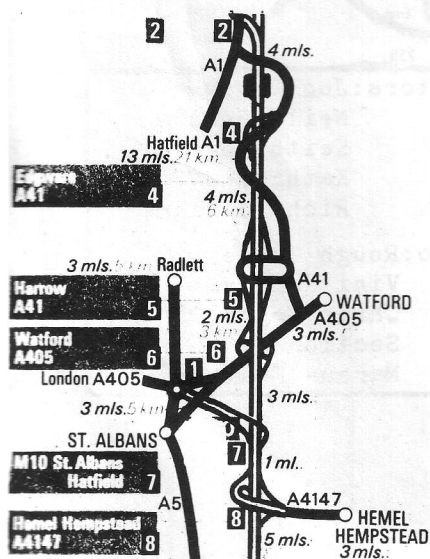 2
2
4 mls.
A1
Hatfield A1
13 mls. 21 km
4
Edgware
A41
4
4 mls.
6 km
3 mls. 5 km
Radlett
A41
Harrow
A41
5
5
WATFORD
A405
2 mls.
3 km
3 mls.
Watford
A405
6
6
London A405
1
3 mls. 5 km
3 mls.
ST. ALBANS
7
1 ml.
M10 St. Albans
Hatfield
7
A5
A4147
8
HEMEL
HEMPSTEAD
3 mls.
Hemel Hempstead
A4147
8
5 mls.